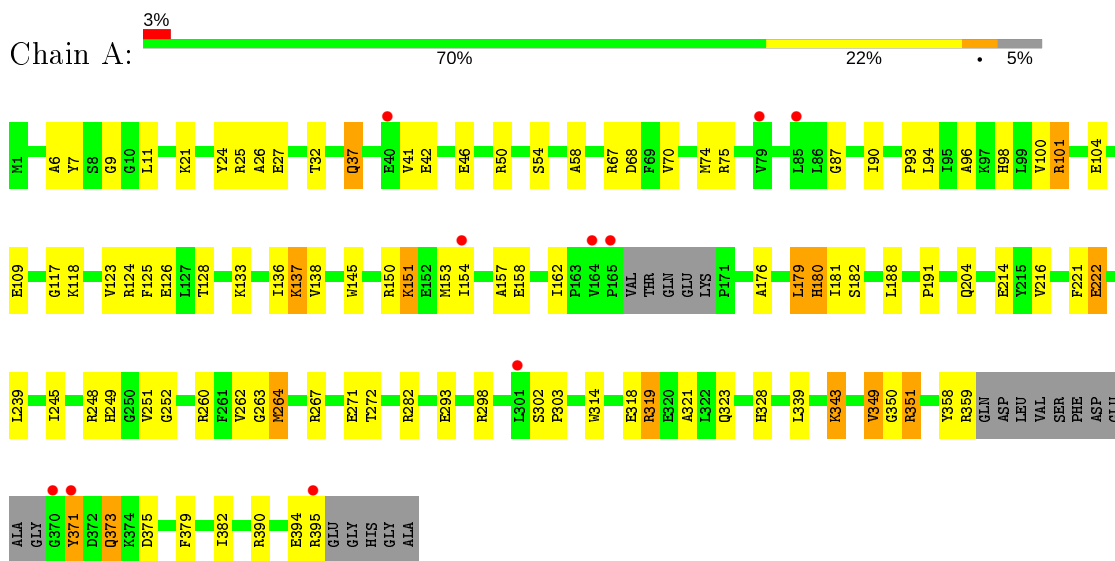 3%
Chain A:
70% 22% • 5%
M1 A6 Y7 S8 G9 G10 L11 K21 Y24 R25 A26 E27 T32 Q37 E40 V41 E42 E46 R50 S54 A58 R67 D68 F69 V70 M74 R75 V79 L85 L86 G87 I90 P93 L94 I95 A96 K97 H98 L99 V100 R101 E104
E109 G117 K118 V123 R124 F125 E126 L127 T128 K133 I136 K137 V138 W145 R150 K151 E152 M153 I154 A157 E158 I162 P163 V164 P165 VAL THR GLN GLU LYS P171 A176 L179 H180 I181 S182 L188 P191 Q204 E214 Y215 V216 F221 E222
L239 I245 R248 H249 G250 V251 G252 R260 F261 V262 G263 M264 R267 E271 T272 R282 E293 R298 L301 S302 P303 W314 E318 R319 E320 A321 L322 Q323 H328 L339 K343 V349 G350 R351 Y358 R359 GLN ASP LEU VAL SER PHE ASP GLU
ALA GLY G370 Y371 D372 Q373 K374 D375 F379 I382 R390 E394 R395 GLU GLY HIS GLY ALA